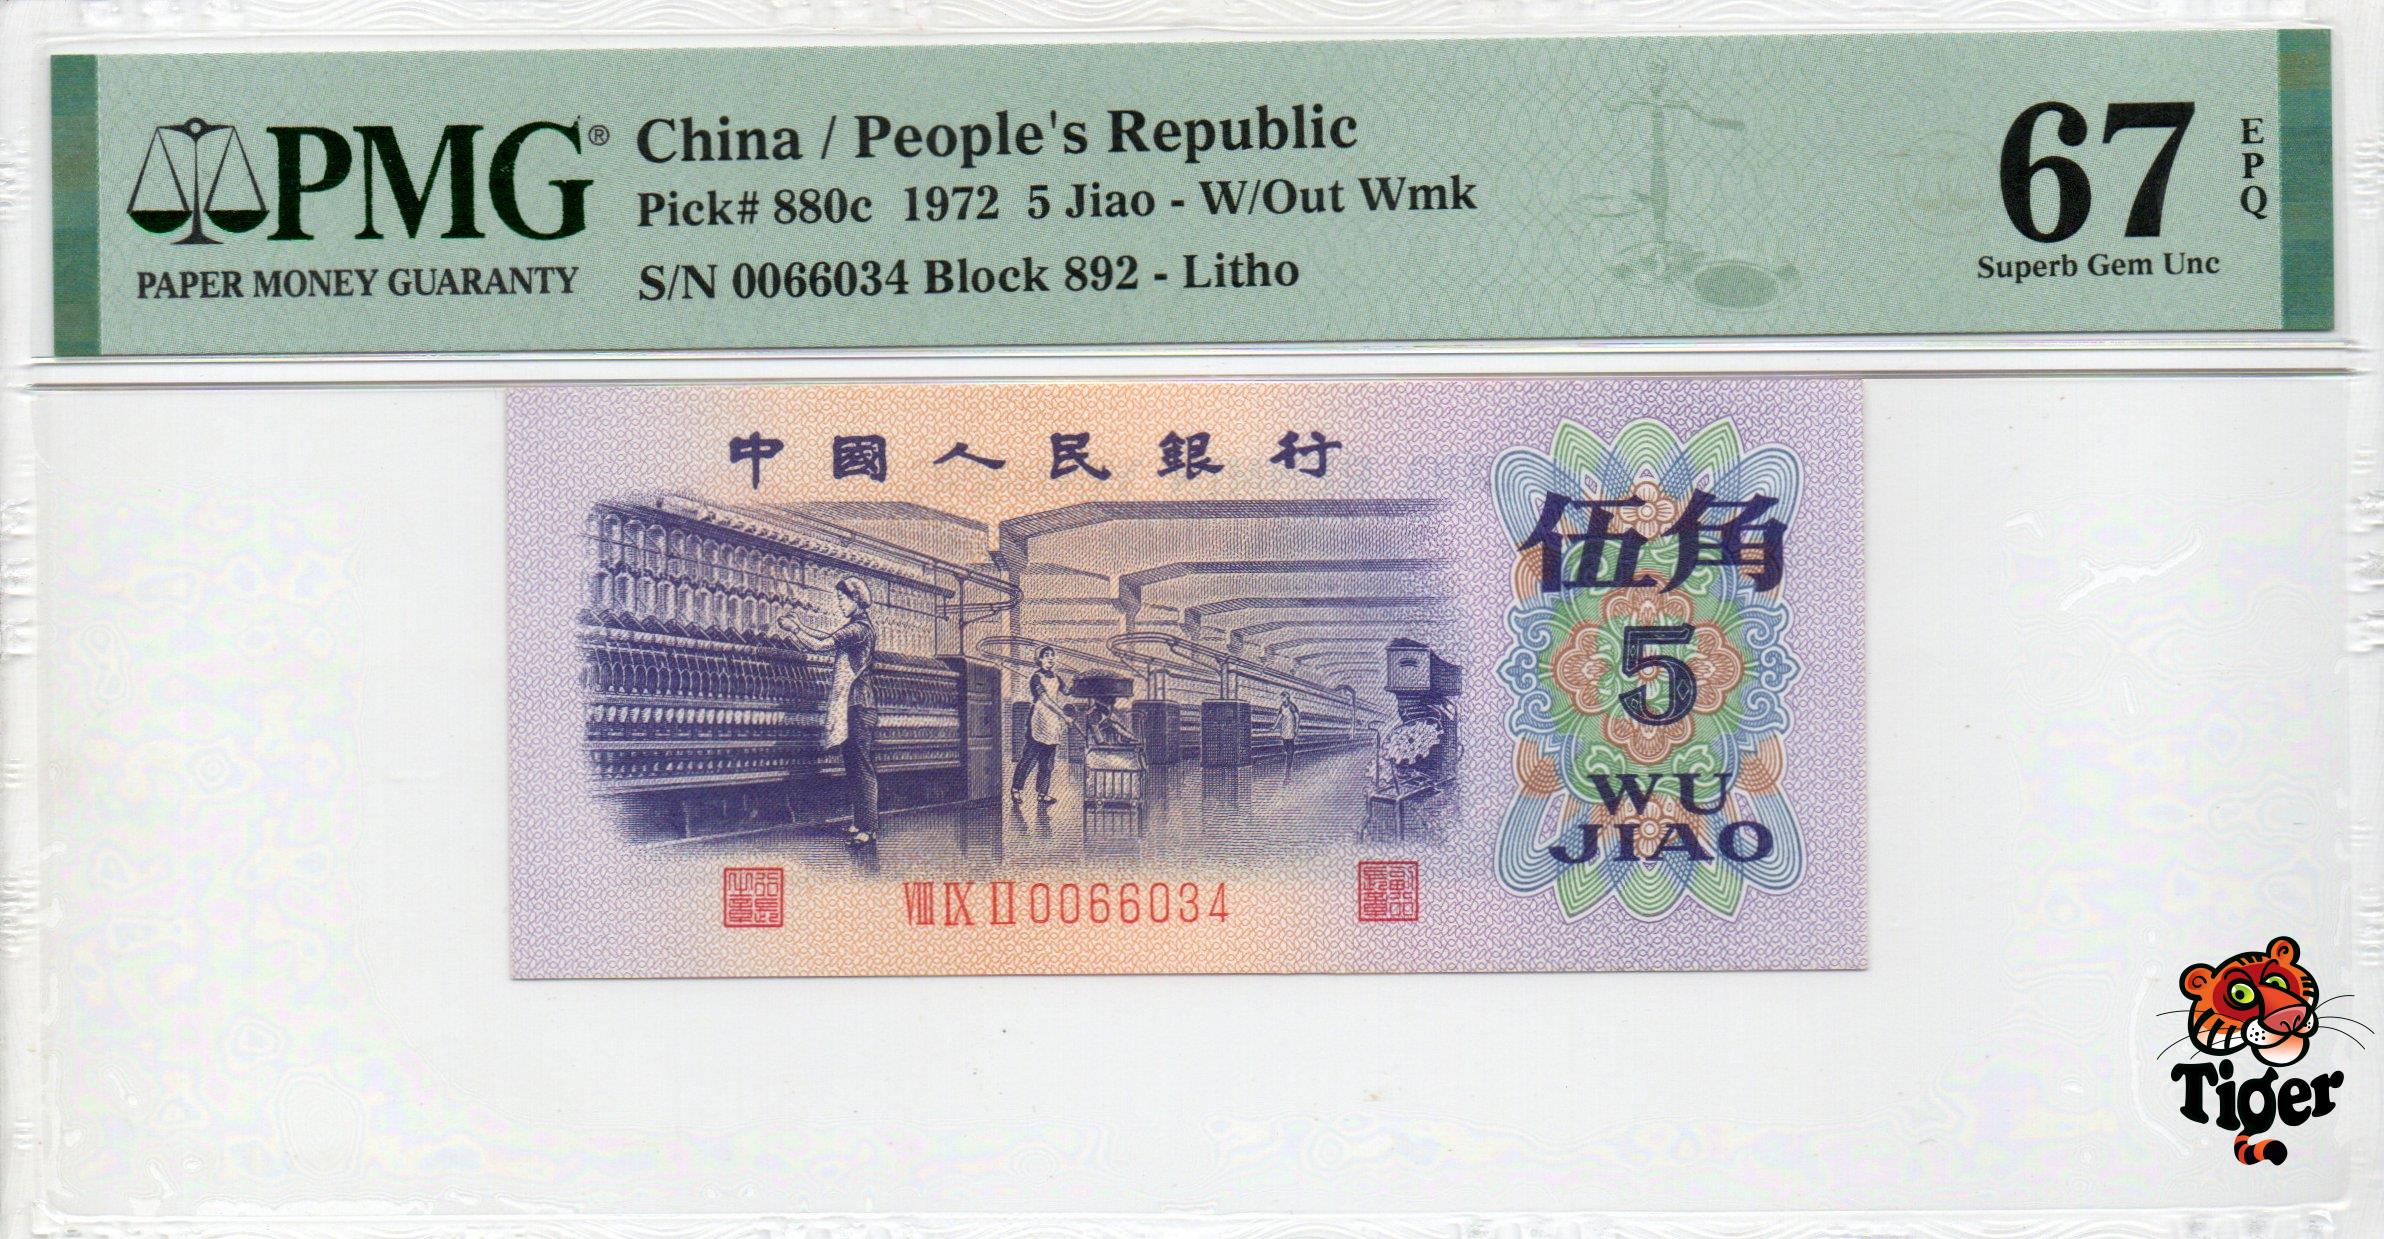 PMG®
PAPER MONEY GUARANTY
China / People's Republic
Pick# 880c 1972 5 Jiao - W/Out Wmk
S/N 0066034 Block 892 - Litho
67
EPQ
Superb Gem Unc
中國人民銀行
伍角
5
WU
JIAO
VIII IX II 0066034
Tiger